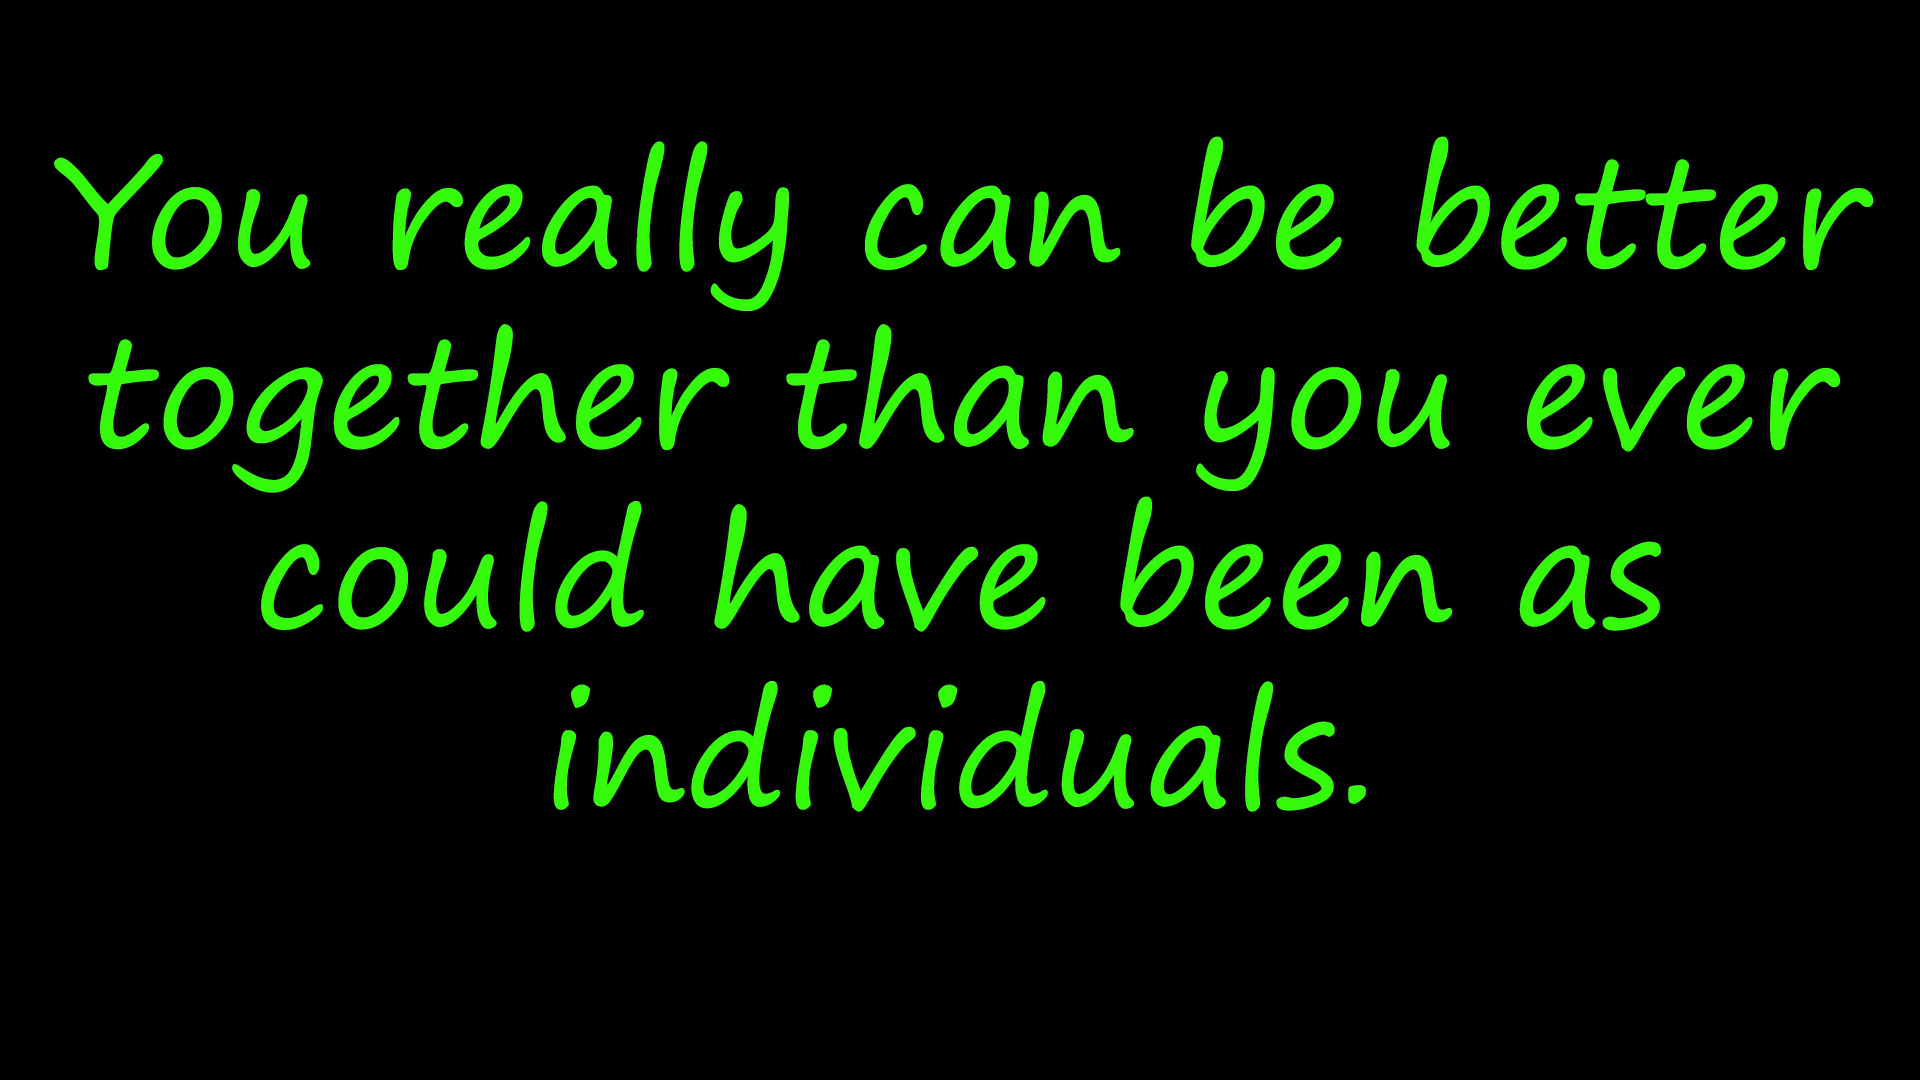 You really can be better
together than you ever
could have been as
individuals.